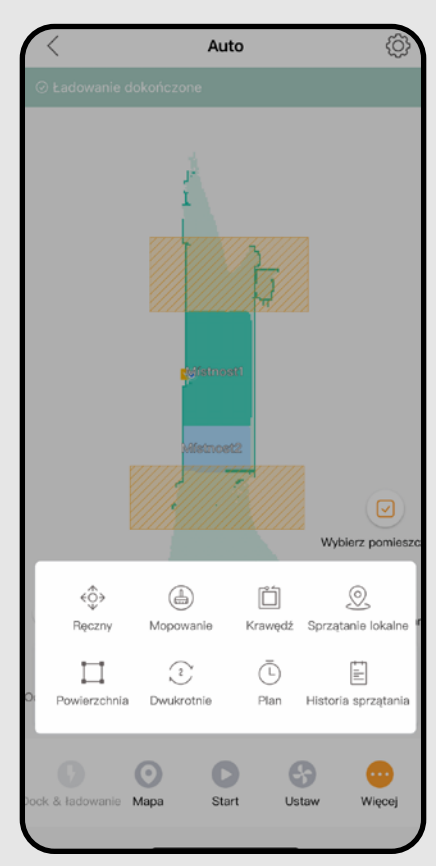 Auto
Ładowanie dokończone
Mistnost1
Mistnost2
Wybierz pomieszc
Ręczny Mopowanie Krawędź Sprzątanie lokalne
Powierzchnia Dwukrotnie Plan Historia sprzątania
Dock & ładowanie Mapa Start Ustaw Więcej